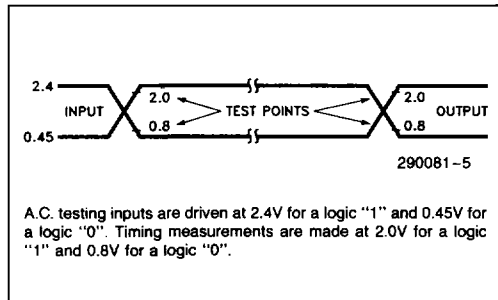 2.4
2.0
2.0
INPUT
TEST POINTS
OUTPUT
0.8
0.8
0.45
290081-5
A.C. testing inputs are driven at 2.4V for a logic "1" and 0.45V for
a logic "0". Timing measurements are made at 2.0V for a logic
"1" and 0.8V for a logic "0".